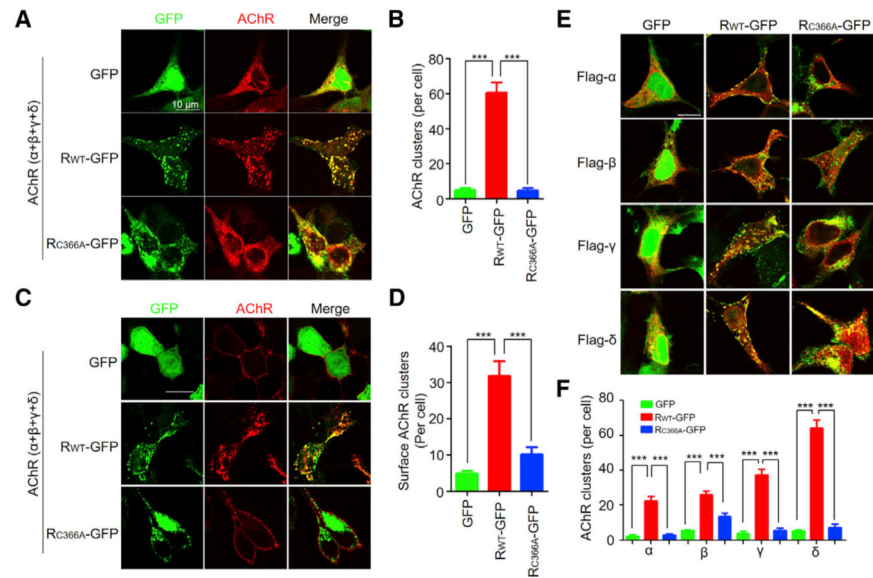 A
GFP AChR Merge
AChR (α+β+γ+δ)
GFP
10 μm
RWT-GFP
RC366A-GFP
B
AChR clusters (per cell)
80
60
40
20
0
*** ***
GFP
RWT-GFP
RC366A-GFP
C
GFP AChR Merge
AChR (α+β+γ+δ)
GFP
RWT-GFP
RC366A-GFP
D
Surface AChR clusters
(Per cell)
40
30
20
10
0
*** ***
GFP
RWT-GFP
RC366A-GFP
E
GFP RWT-GFP RC366A-GFP
Flag-α
Flag-β
Flag-γ
Flag-δ
F
AChR clusters (per cell)
80
60
40
20
0
GFP
RWT-GFP
RC366A-GFP
*** *** *** *** *** *** *** ***
α β γ δ